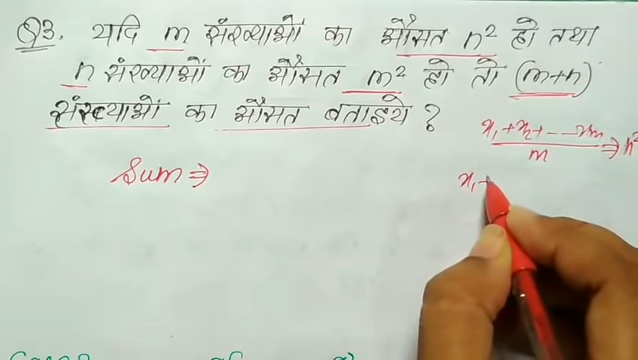 Q3. यदि m संख्याओं का औसत n² हो तथा
n संख्याओं का औसत m² हो तो (m+n)
संख्याओं का औसत बताइये ?
x₁+x₂+...xm
m ⇒ n²
Sum ⇒
x₁ +